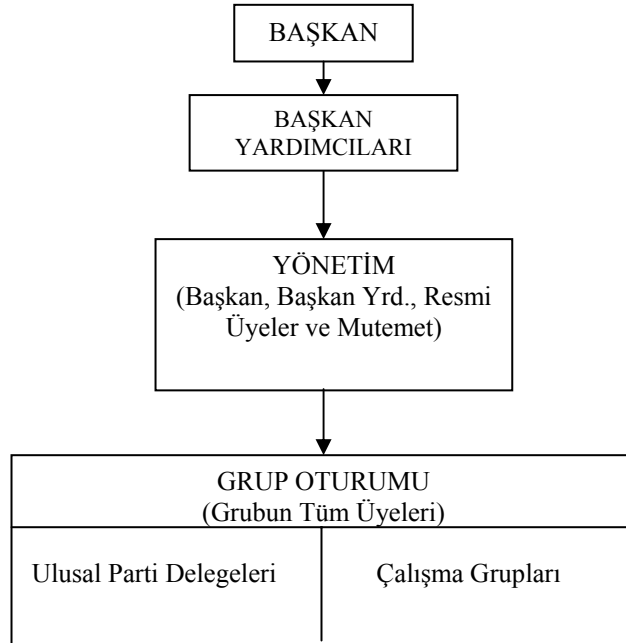 BAŞKAN
BAŞKAN
YARDIMCILARI
YÖNETİM
(Başkan, Başkan Yrd., Resmi
Üyeler ve Mutemet)
GRUP OTURUMU
(Grubun Tüm Üyeleri)
Ulusal Parti Delegeleri
Çalışma Grupları